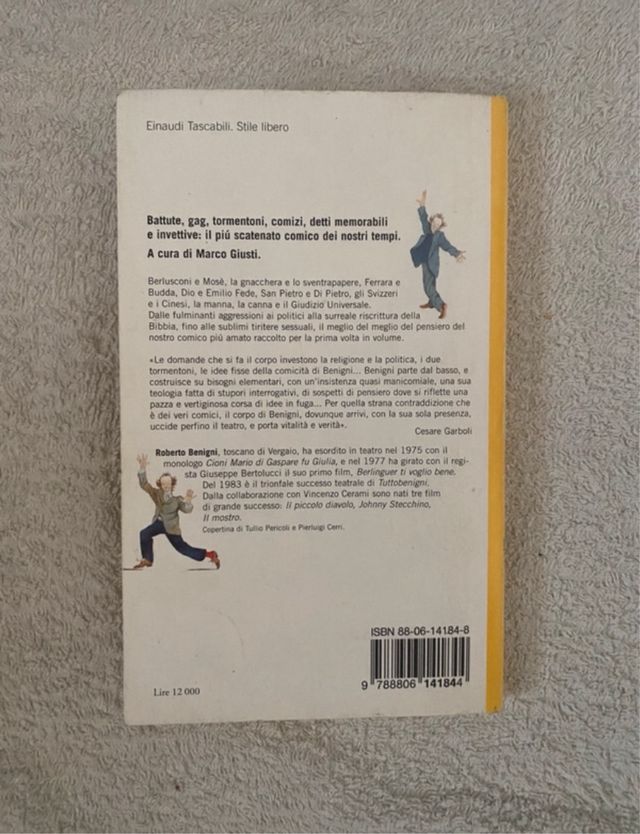 Einaudi Tascabili. Stile libero
Battute, gag, tormentoni, comizi, detti memorabili
e invettive: il piú scatenato comico dei nostri tempi.
A cura di Marco Giusti.
Berlusconi e Mosè, la gnacchera e lo sventrapapere, Ferrara e
Budda, Dio e Emilio Fede, San Pietro e Di Pietro, gli Svizzeri
e i Cinesi, la manna, la canna e il Giudizio Universale.
Dalle fulminanti aggressioni ai politici alla surreale riscrittura della
Bibbia, fino alle sublimi tiritere sessuali, il meglio del meglio del pensiero del
nostro comico piú amato raccolto per la prima volta in volume.
«Le domande che si fa il corpo investono la religione e la politica, i due
tormentoni, le idee fisse della comicità di Benigni... Benigni parte dal basso, e
costruisce su bisogni elementari, con un'insistenza quasi manicomiale, una sua
teologia fatta di stupori interrogativi, di sospetti di pensiero dove si riflette una
pazza e vertiginosa corsa di idee in fuga... Per quella strana contraddizione che
è dei veri comici, il corpo di Benigni, dovunque arrivi, con la sua sola presenza,
uccide perfino il teatro, e porta vitalità e verità».
Cesare Garboli
Roberto Benigni, toscano di Vergaio, ha esordito in teatro nel 1975 con il
monologo Cioni Mario di Gaspare fu Giulia, e nel 1977 ha girato con il regi-
sta Giuseppe Bertolucci il suo primo film, Berlinguer ti voglio bene.
Del 1983 è il trionfale successo teatrale di Tuttobenigni.
Dalla collaborazione con Vincenzo Cerami sono nati tre film
di grande successo: Il piccolo diavolo, Johnny Stecchino,
Il mostro.
Copertina di Tullio Pericoli e Pierluigi Cerri.
ISBN 88-06-14184-8
9 788806 141844
Lire 12 000